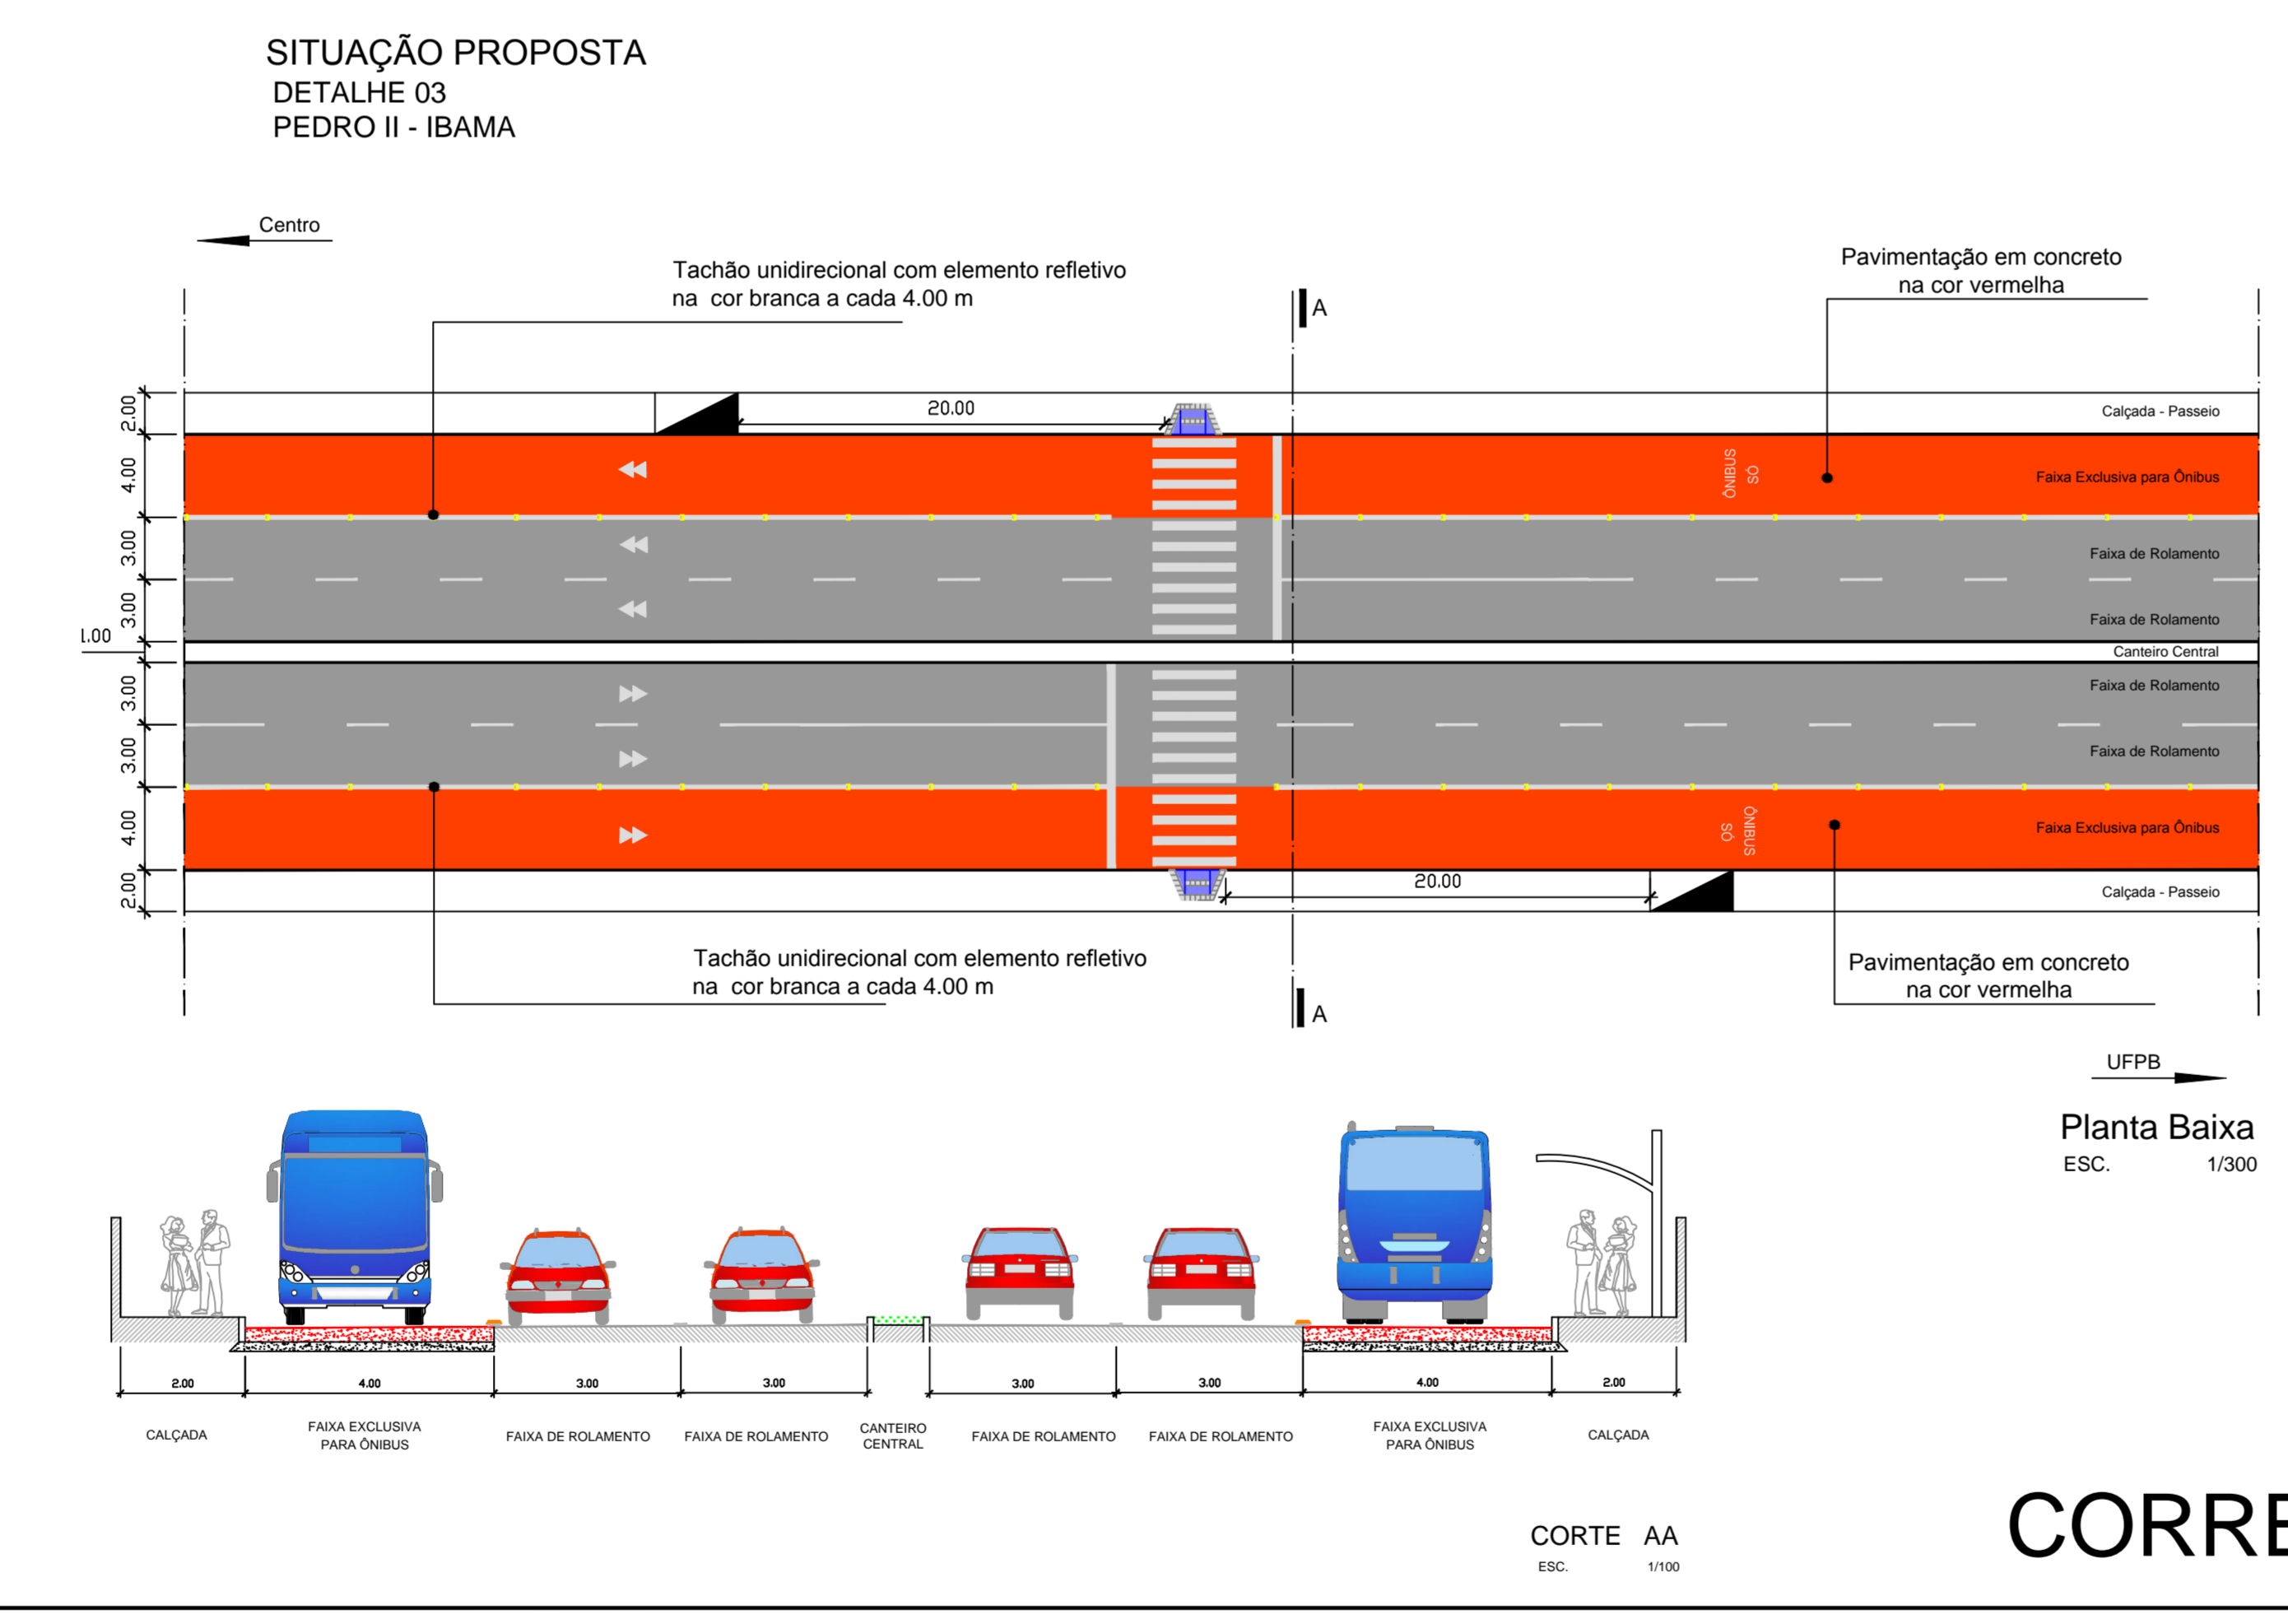 SITUAÇÃO PROPOSTA
DETALHE 03
PEDRO II - IBAMA
Centro
Tachão unidirecional com elemento refletivo
na cor branca a cada 4.00 m
A
Pavimentação em concreto
na cor vermelha
2.00
4.00
3.00
3.00
1.00
3.00
3.00
4.00
2.00
20.00
Calçada - Passeio
ÔNIBUS
SÓ
Faixa Exclusiva para Ônibus
Faixa de Rolamento
Faixa de Rolamento
Canteiro Central
Faixa de Rolamento
Faixa de Rolamento
SÓ
ÔNIBUS
Faixa Exclusiva para Ônibus
20.00
Calçada - Passeio
Tachão unidirecional com elemento refletivo
na cor branca a cada 4.00 m
A
Pavimentação em concreto
na cor vermelha
UFPB
Planta Baixa
ESC. 1/300
2.00 4.00 3.00 3.00 3.00 3.00 4.00 2.00
CALÇADA
FAIXA EXCLUSIVA
PARA ÔNIBUS
FAIXA DE ROLAMENTO
FAIXA DE ROLAMENTO
CANTEIRO
CENTRAL
FAIXA DE ROLAMENTO
FAIXA DE ROLAMENTO
FAIXA EXCLUSIVA
PARA ÔNIBUS
CALÇADA
CORTE AA
ESC. 1/100
CORRE